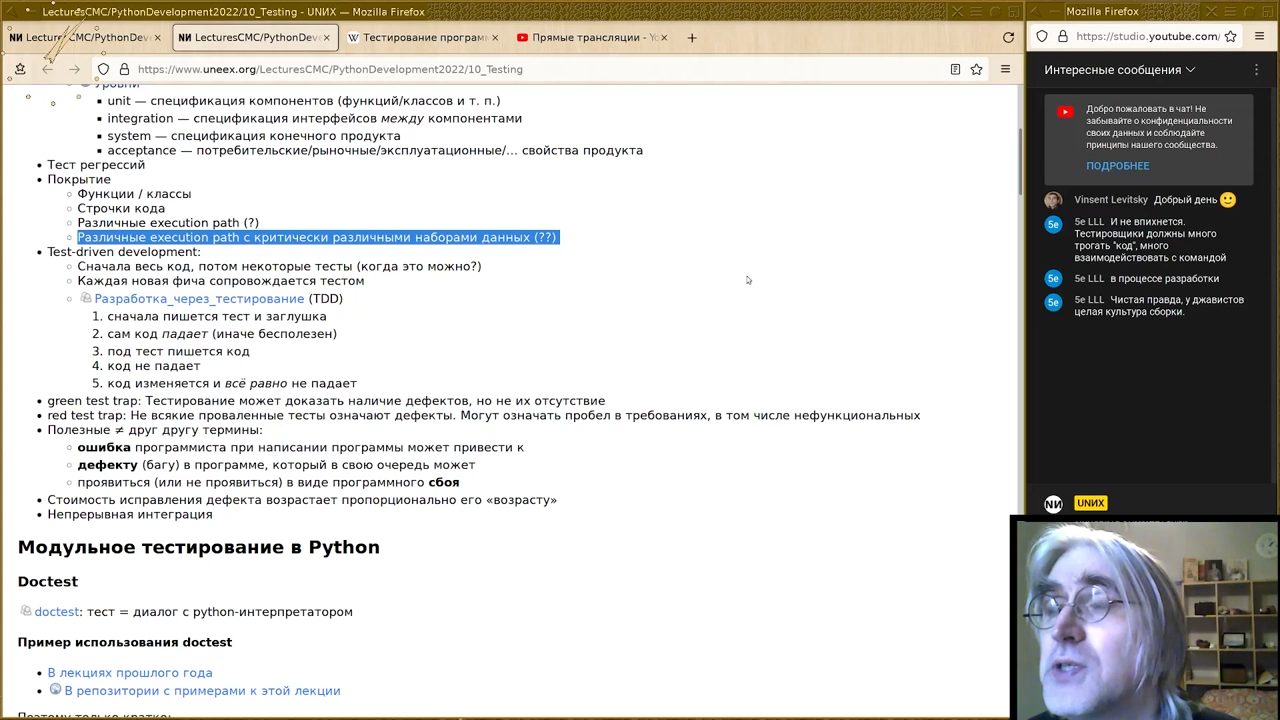 LecturesCMC/PythonDevelopment2022/10_Testing - UNИX — Mozilla Firefox
Mozilla Firefox
LecturesCMC/PythonDeve
LecturesCMC/PythonDeve
Тестирование програм
Прямые трансляции - Yo
https://www.uneex.org/LecturesCMC/PythonDevelopment2022/10_Testing
https://studio.youtube.com/
Уровни
unit — спецификация компонентов (функций/классов и т. п.)
integration — спецификация интерфейсов между компонентами
system — спецификация конечного продукта
acceptance — потребительские/рыночные/эксплуатационные/… свойства продукта
Тест регрессий
Покрытие
Функции / классы
Строчки кода
Различные execution path (?)
Различные execution path с критически различными наборами данных (??)
Test-driven development:
Сначала весь код, потом некоторые тесты (когда это можно?)
Каждая новая фича сопровождается тестом
Разработка_через_тестирование (TDD)
1. сначала пишется тест и заглушка
2. сам код падает (иначе бесполезен)
3. под тест пишется код
4. код не падает
5. код изменяется и всё равно не падает
green test trap: Тестирование может доказать наличие дефектов, но не их отсутствие
red test trap: Не всякие проваленные тесты означают дефекты. Могут означать пробел в требованиях, в том числе нефункциональных
Полезные ≠ друг другу термины:
ошибка программиста при написании программы может привести к
дефекту (багу) в программе, который в свою очередь может
проявиться (или не проявиться) в виде программного сбоя
Стоимость исправления дефекта возрастает пропорционально его «возрасту»
Непрерывная интеграция
Модульное тестирование в Python
Doctest
doctest: тест = диалог с python-интерпретатором
Пример использования doctest
В лекциях прошлого года
В репозитории с примерами к этой лекции
Поэтому только кратко:
Интересные сообщения
Добро пожаловать в чат! Не
забывайте о конфиденциальности
своих данных и соблюдайте
принципы нашего сообщества.
ПОДРОБНЕЕ
Vinsent Levitsky Добрый день
5e LLL И не впихнется.
Тестировщики должны много
трогать "код", много
взаимодействовать с командой
5e LLL в процессе разработки
5e LLL Чистая правда, у джавистов
целая культура сборки.
UNИX